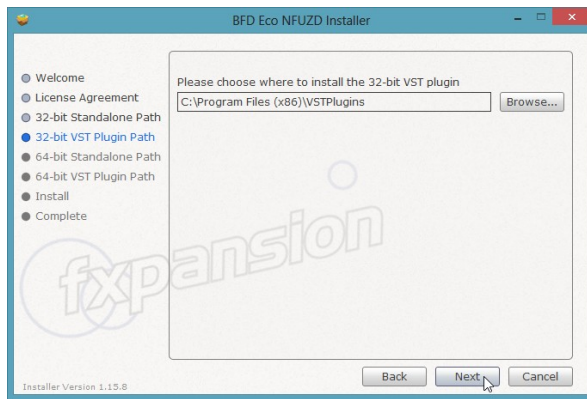 BFD Eco NFUZD Installer
Welcome
License Agreement
32-bit Standalone Path
32-bit VST Plugin Path
64-bit Standalone Path
64-bit VST Plugin Path
Install
Complete
Please choose where to install the 32-bit VST plugin
C:\Program Files (x86)\VSTPlugins
Browse...
fxpansion
Installer Version 1.15.8
Back
Next
Cancel